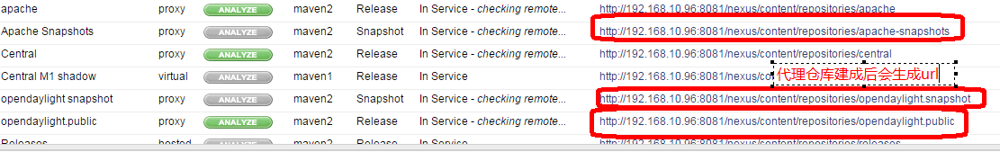 apache proxy ANALYZE maven2 Release In Service - checking remote... http://192.168.10.96:8081/nexus/content/repositories/apache
Apache Snapshots proxy ANALYZE maven2 Snapshot In Service - checking remote... http://192.168.10.96:8081/nexus/content/repositories/apache-snapshots
Central proxy ANALYZE maven2 Release In Service - checking remote... http://192.168.10.96:8081/nexus/content/repositories/central
Central M1 shadow virtual ANALYZE maven1 Release In Service http://192.168.10.96:8081/nexus/content/
代理仓库建成后会生成url
opendaylight snapshot proxy ANALYZE maven2 Snapshot In Service - checking remote... http://192.168.10.96:8081/nexus/content/repositories/opendaylight.snapshot
opendaylight.public proxy ANALYZE maven2 Release In Service - checking remote... http://192.168.10.96:8081/nexus/content/repositories/opendaylight.public
Releases hosted ANALYZE maven2 Release In Service http://192.168.10.96:8081/nexus/content/repositories/releases